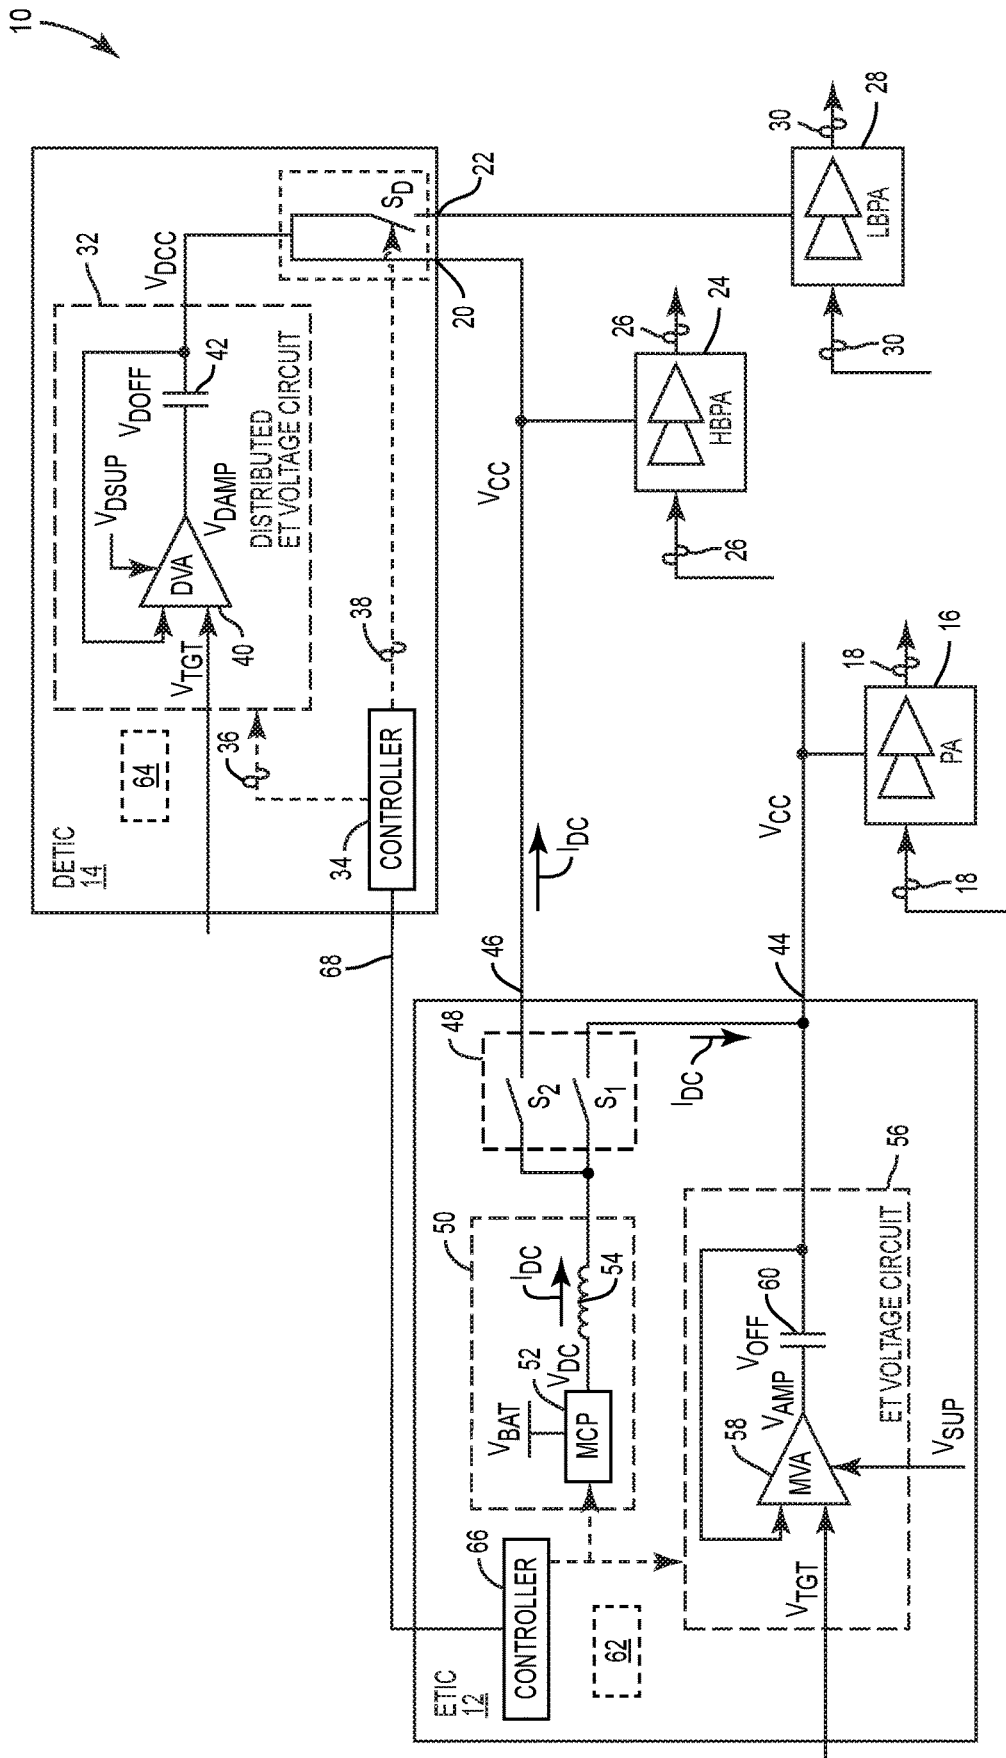 10
DETIC
14
64
32
V_DCC
V_DSUP
V_DOFF
42
DVA
V_DAMP
V_TGT
40
DISTRIBUTED
ET VOLTAGE CIRCUIT
36
38
34
CONTROLLER
S_D
20
22
68
46
I_DC
V_CC
26
24
HBPA
26
30
28
LBPA
30
ETIC
12
66
CONTROLLER
62
50
V_BAT
52
MCP
V_DC
I_DC
54
48
S_2
S_1
I_DC
44
V_CC
18
16
PA
18
56
58
MVA
V_AMP
V_OFF
60
V_TGT
ET VOLTAGE CIRCUIT
V_SUP